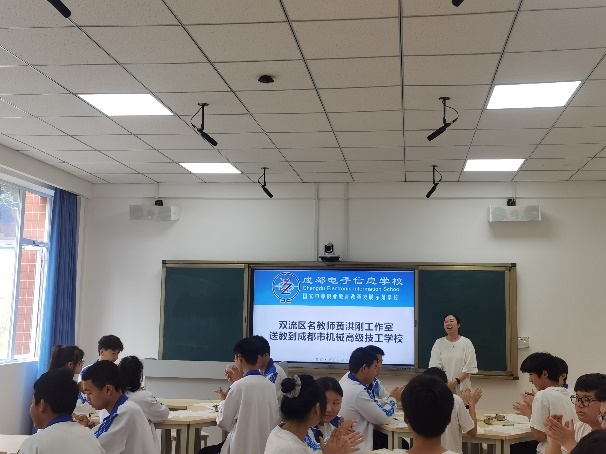 成都电子信息学校
Chengdu Electronic Information School
双流区名教师黄洪刚工作室
送教到成都市机械高级技工学校